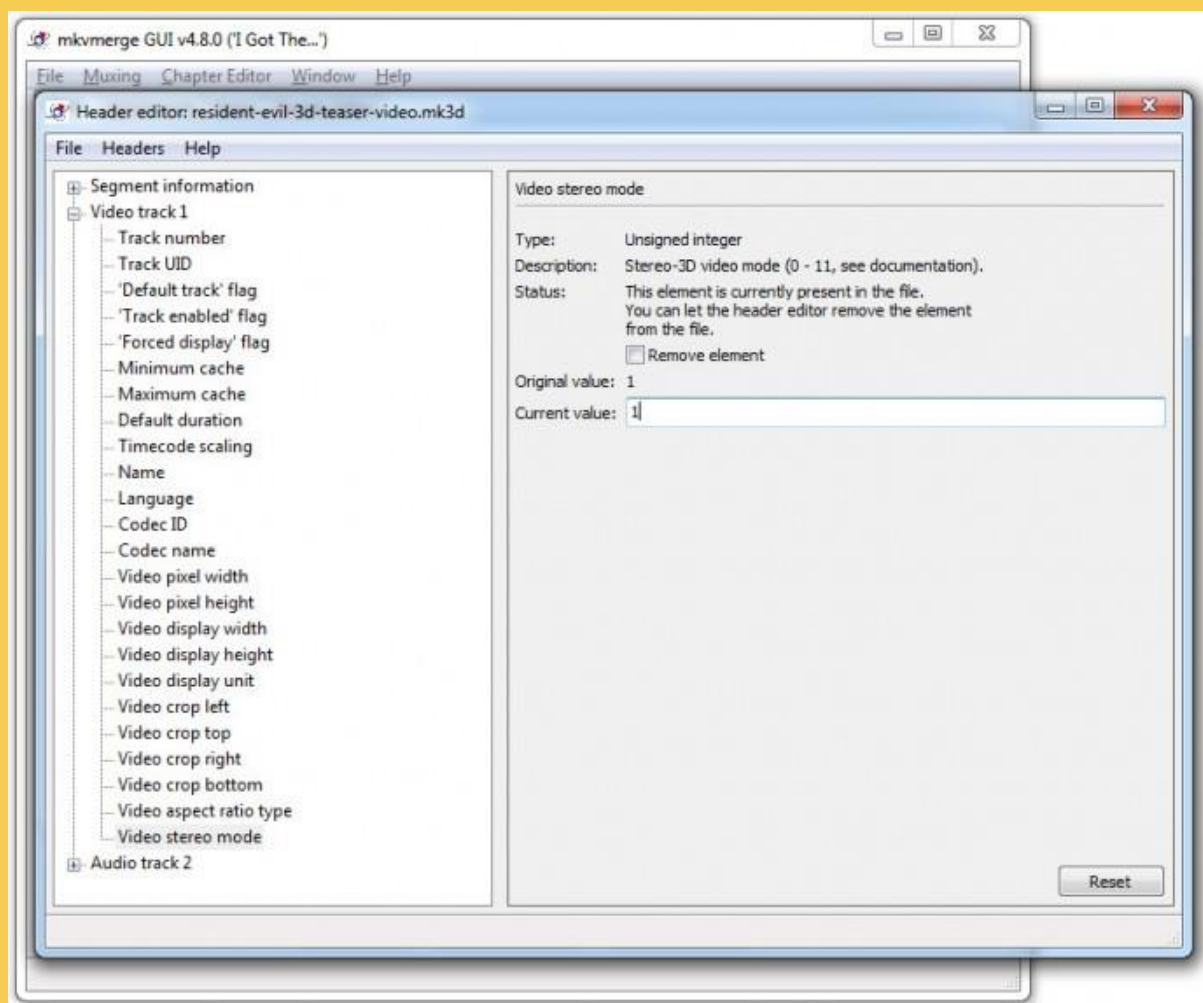 mkvmerge GUI v4.8.0 ('I Got The...')
File Muxing Chapter Editor Window Help
Header editor: resident-evil-3d-teaser-video.mk3d
File Headers Help
Segment information
Video track 1
Track number
Track UID
'Default track' flag
'Track enabled' flag
'Forced display' flag
Minimum cache
Maximum cache
Default duration
Timecode scaling
Name
Language
Codec ID
Codec name
Video pixel width
Video pixel height
Video display width
Video display height
Video display unit
Video crop left
Video crop top
Video crop right
Video crop bottom
Video aspect ratio type
Video stereo mode
Audio track 2
Video stereo mode
Type: Unsigned integer
Description: Stereo-3D video mode (0 - 11, see documentation).
Status: This element is currently present in the file.
You can let the header editor remove the element
from the file.
Remove element
Original value: 1
Current value: 1
Reset